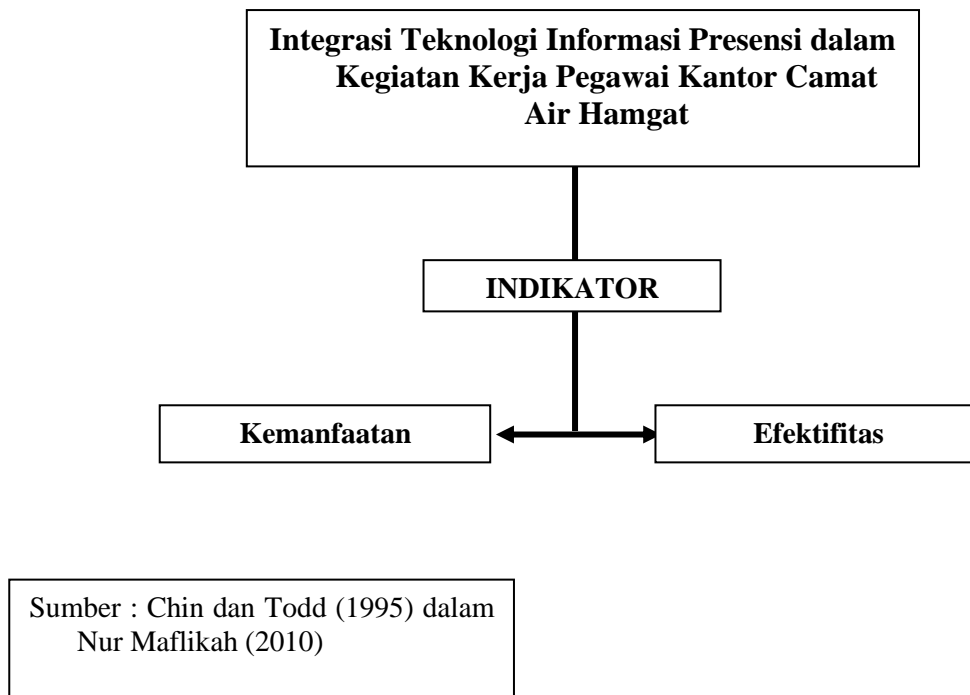 Integrasi Teknologi Informasi Presensi dalam
Kegiatan Kerja Pegawai Kantor Camat
Air Hamgat
INDIKATOR
Kemanfaatan
Efektifitas
Sumber : Chin dan Todd (1995) dalam
Nur Maflikah (2010)